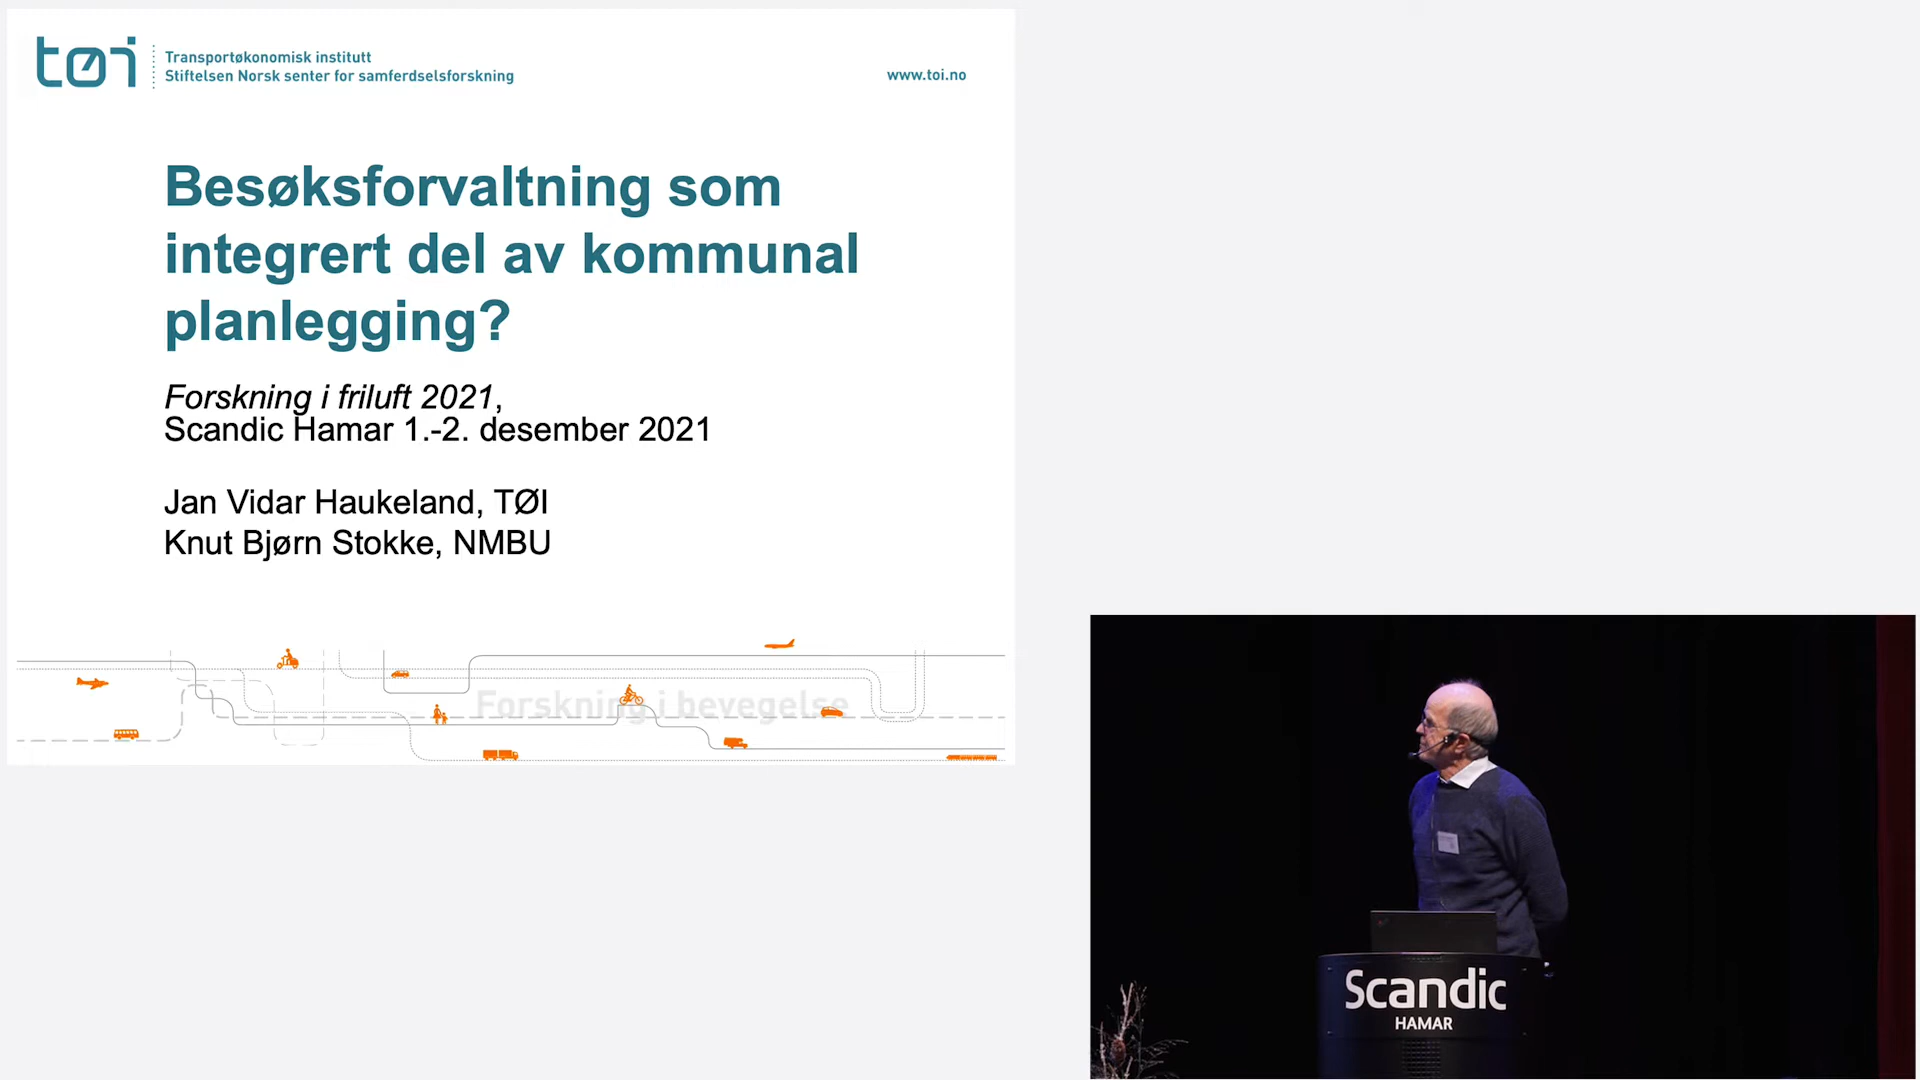 tøi
Transportøkonomisk institutt
Stiftelsen Norsk senter for samferdselsforskning
www.toi.no
Besøksforvaltning som
integrert del av kommunal
planlegging?
Forskning i friluft 2021,
Scandic Hamar 1.-2. desember 2021
Jan Vidar Haukeland, TØI
Knut Bjørn Stokke, NMBU
Forskning i bevegelse
Scandic
HAMAR